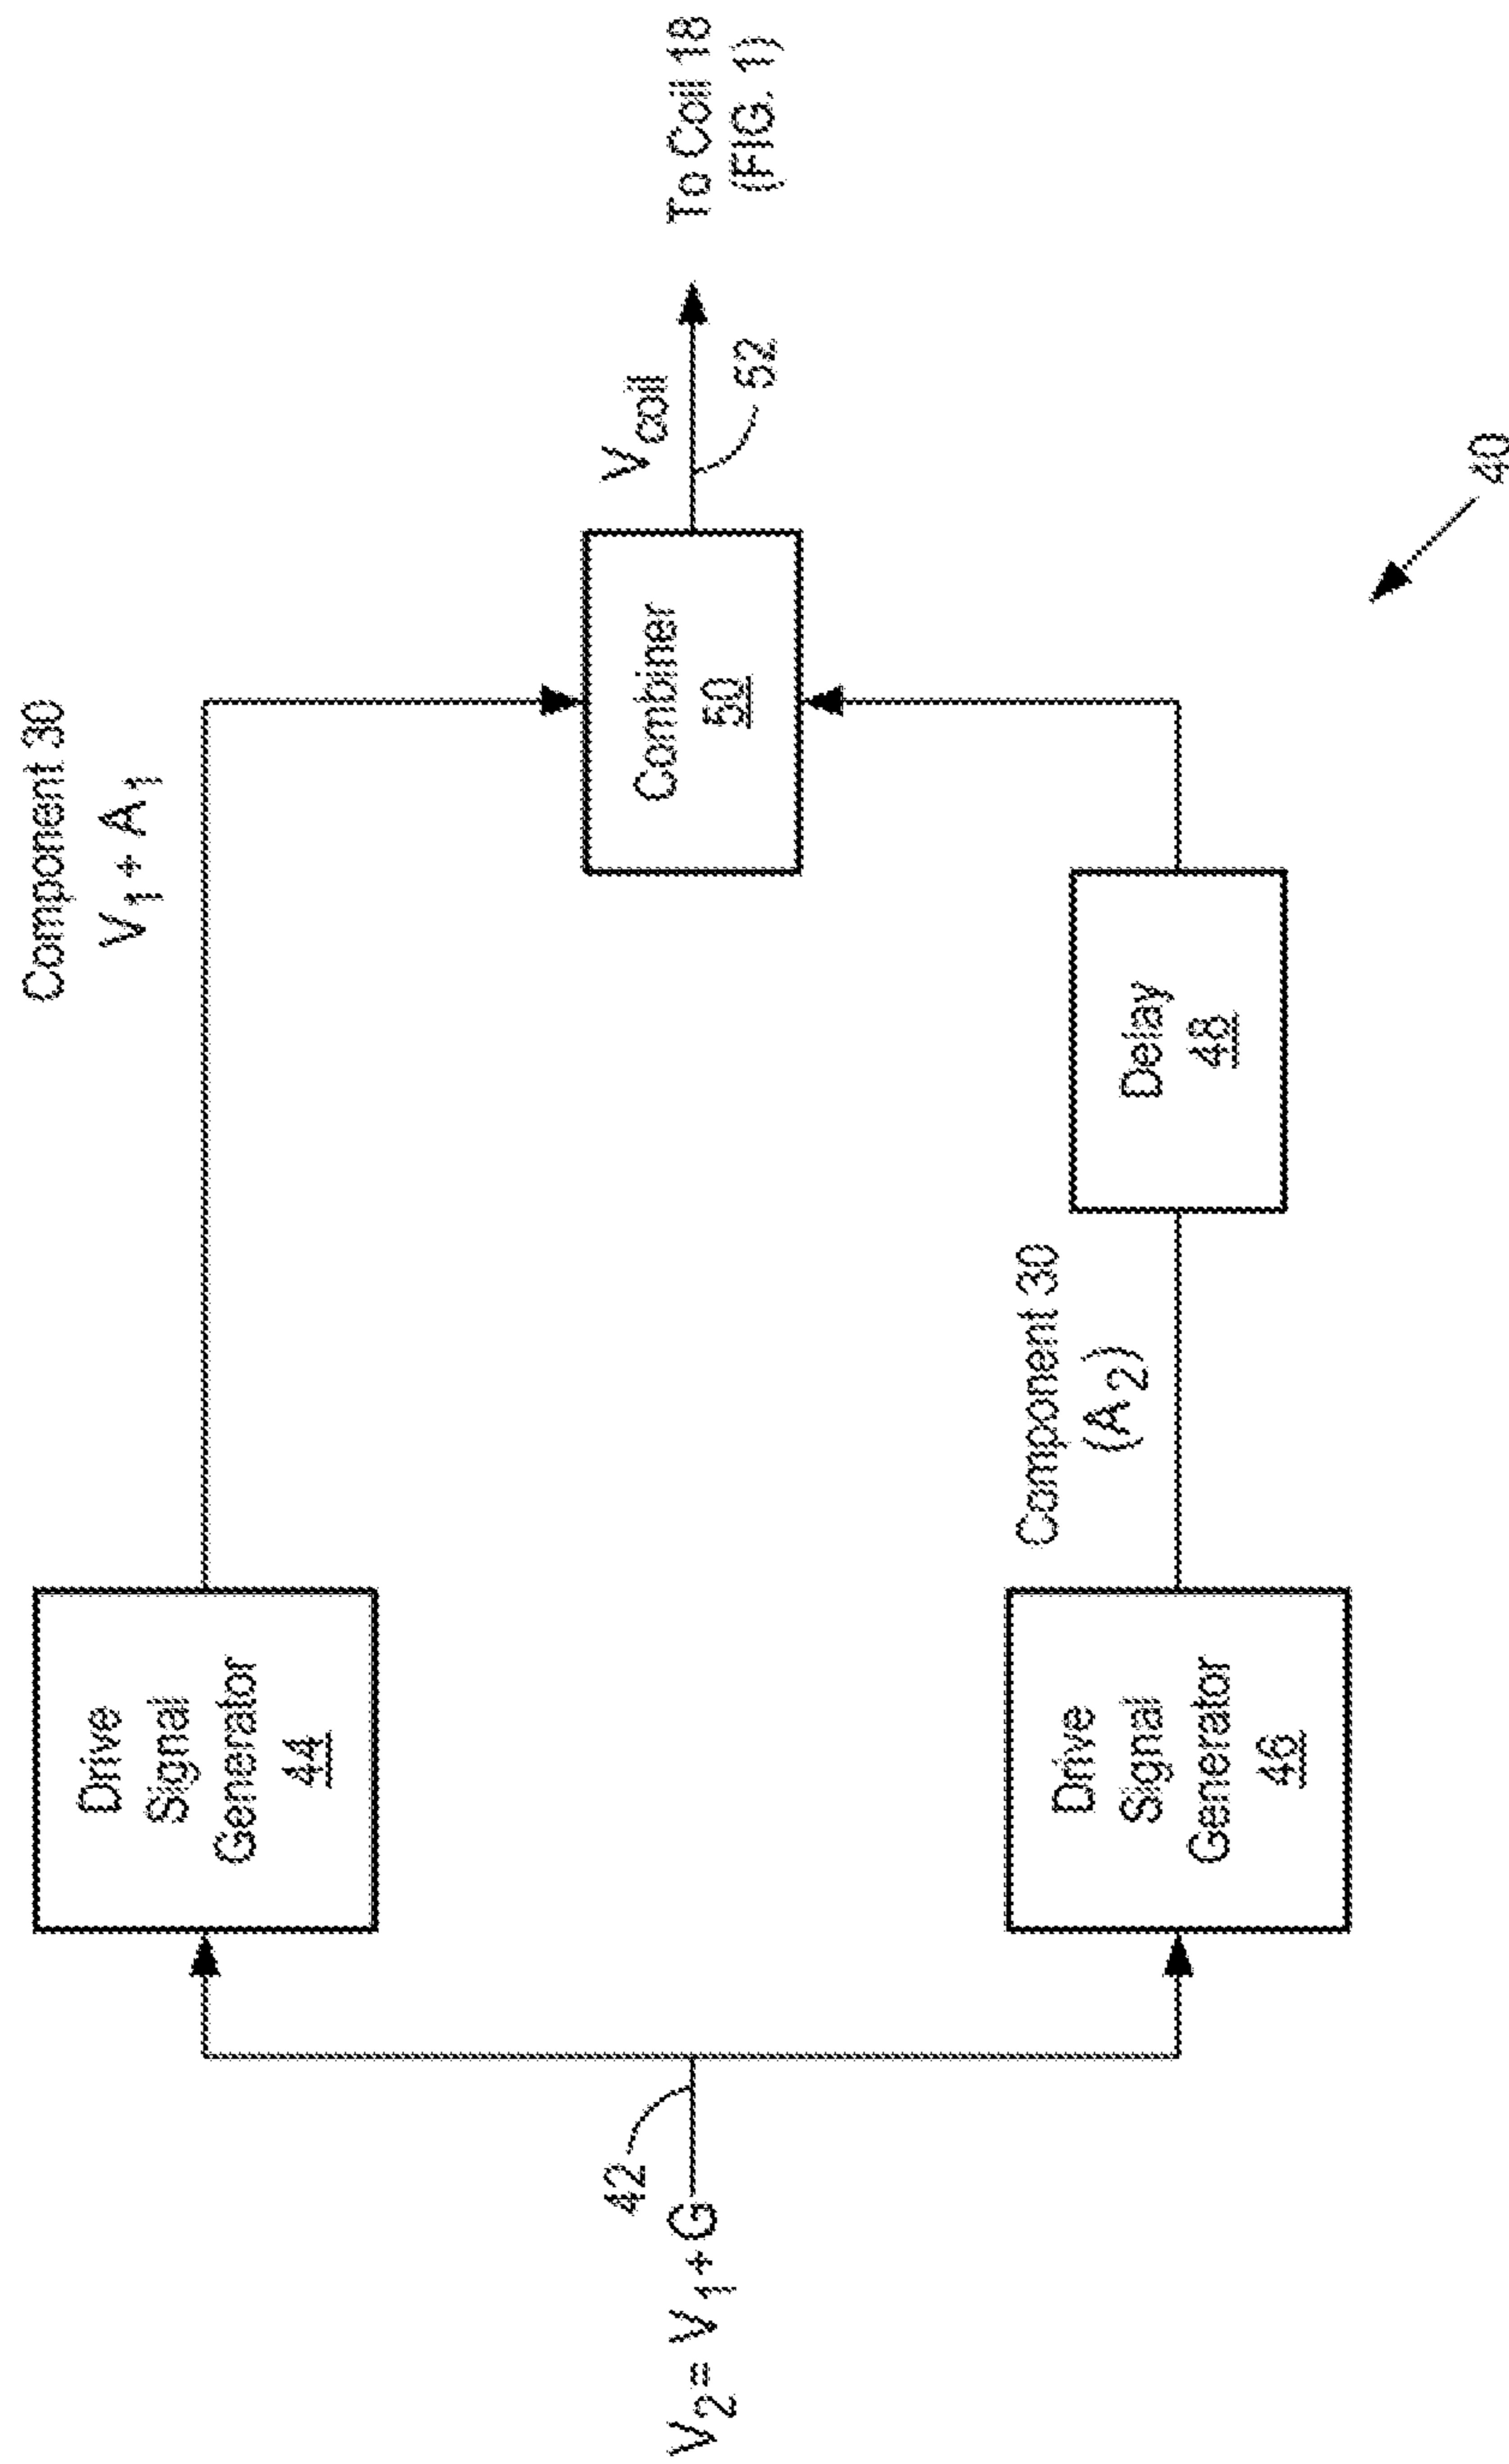 Component 30
V₁ + A₁
Drive
Signal
Generator
44
V₂ = V₁ + G
42
Combiner
50
V_coil
52
To Coil 18
(FIG. 1)
Component 30
(A₂)
Drive
Signal
Generator
46
Delay
48
40